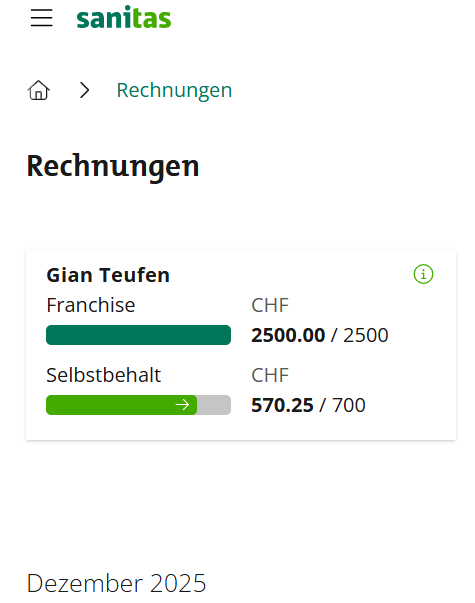 sanitas
Rechnungen
Rechnungen
Gian Teufen
Franchise CHF
2500.00 / 2500
Selbstbehalt CHF
570.25 / 700
Dezember 2025